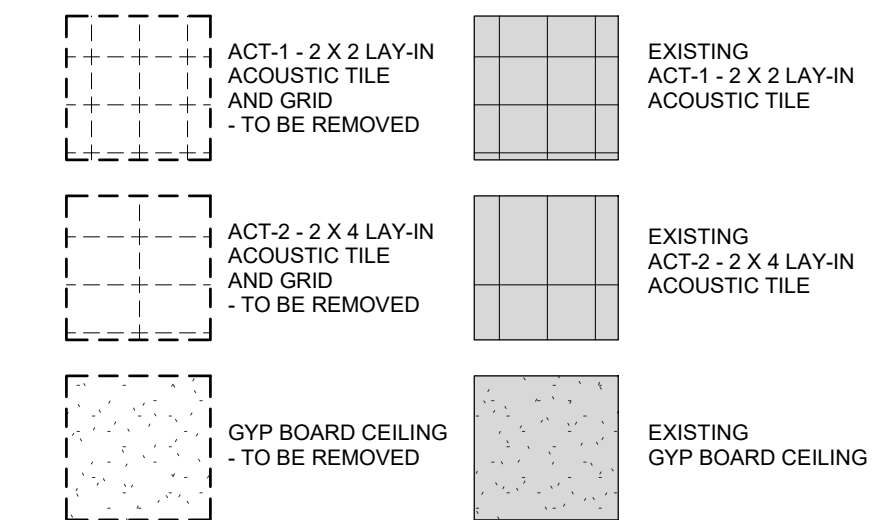 ACT-1 - 2 X 2 LAY-IN
ACOUSTIC TILE
AND GRID
- TO BE REMOVED
EXISTING
ACT-1 - 2 X 2 LAY-IN
ACOUSTIC TILE
ACT-2 - 2 X 4 LAY-IN
ACOUSTIC TILE
AND GRID
- TO BE REMOVED
EXISTING
ACT-2 - 2 X 4 LAY-IN
ACOUSTIC TILE
GYP BOARD CEILING
- TO BE REMOVED
EXISTING
GYP BOARD CEILING